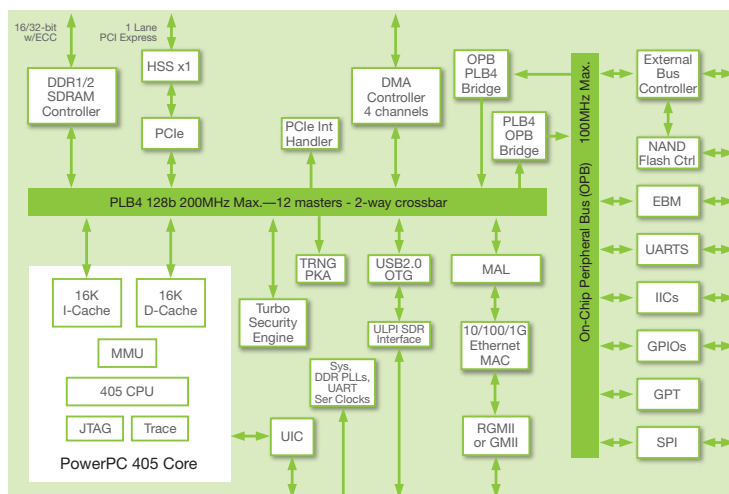 16/32-bit
w/ECC
1 Lane
PCI Express
DDR1/2
SDRAM
Controller
HSS x1
PCIe
PCIe Int
Handler
DMA
Controller
4 channels
OPB
PLB4
Bridge
PLB4
OPB
Bridge
On-Chip Peripheral Bus (OPB) 100MHz Max.
External
Bus
Controller
NAND
Flash Ctrl
EBM
UARTS
IICs
GPIOs
GPT
SPI
PLB4 128b 200MHz Max.—12 masters - 2-way crossbar
16K
I-Cache
16K
D-Cache
MMU
405 CPU
JTAG
Trace
PowerPC 405 Core
Turbo
Security
Engine
TRNG
PKA
USB2.0
OTG
ULPI SDR
Interface
MAL
10/100/1G
Ethernet
MAC
RGMII
or GMII
Sys,
DDR PLLs,
UART
Ser Clocks
UIC